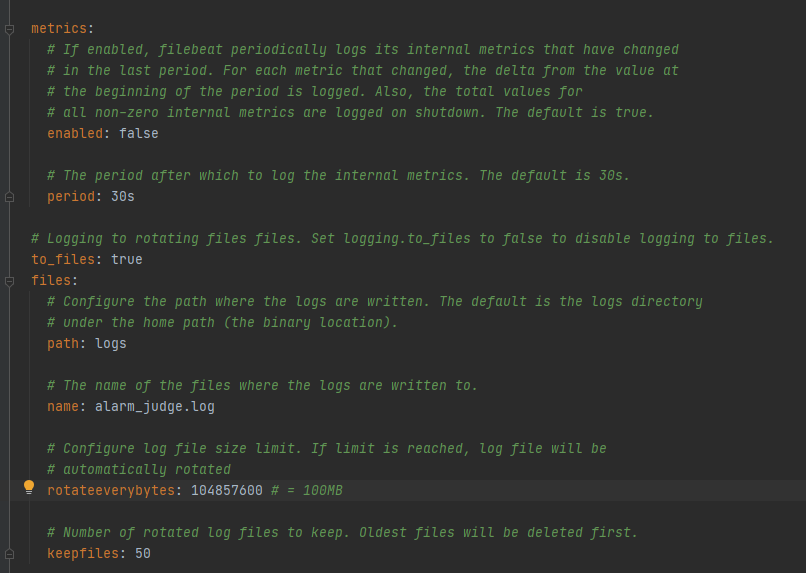 metrics:
# If enabled, filebeat periodically logs its internal metrics that have changed
# in the last period. For each metric that changed, the delta from the value at
# the beginning of the period is logged. Also, the total values for
# all non-zero internal metrics are logged on shutdown. The default is true.
enabled: false
# The period after which to log the internal metrics. The default is 30s.
period: 30s
# Logging to rotating files files. Set logging.to_files to false to disable logging to files.
to_files: true
files:
# Configure the path where the logs are written. The default is the logs directory
# under the home path (the binary location).
path: logs
# The name of the files where the logs are written to.
name: alarm_judge.log
# Configure log file size limit. If limit is reached, log file will be
# automatically rotated
rotateeverybytes: 104857600 # = 100MB
# Number of rotated log files to keep. Oldest files will be deleted first.
keepfiles: 50